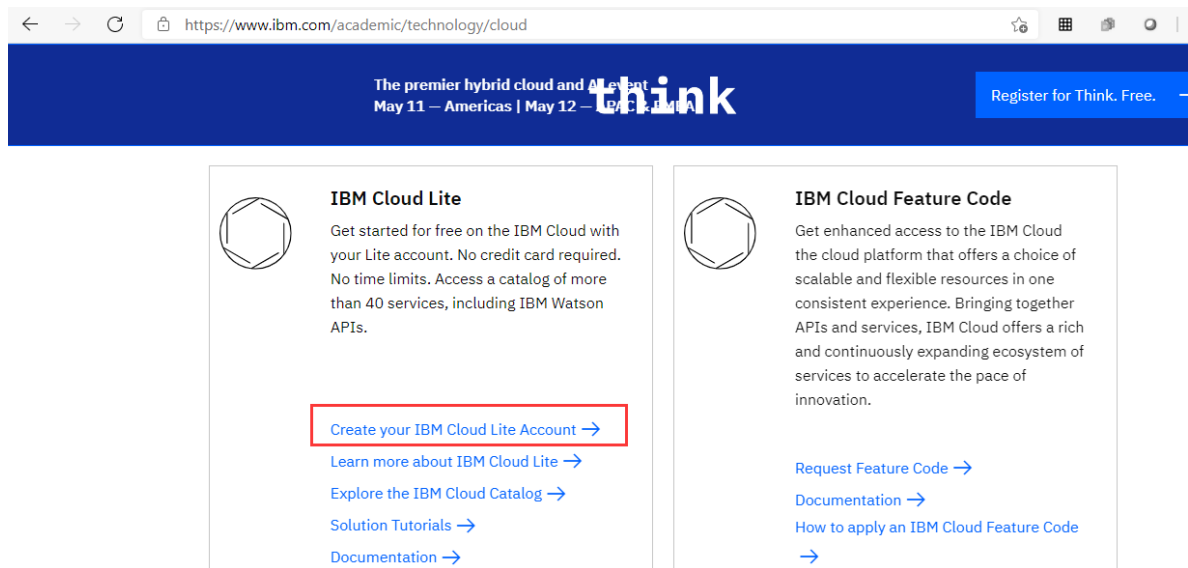 https://www.ibm.com/academic/technology/cloud
The premier hybrid cloud and AI event
May 11 — Americas | May 12 — APAC & EMEA
think
Register for Think. Free.
IBM Cloud Lite
Get started for free on the IBM Cloud with
your Lite account. No credit card required.
No time limits. Access a catalog of more
than 40 services, including IBM Watson
APIs.
Create your IBM Cloud Lite Account →
Learn more about IBM Cloud Lite →
Explore the IBM Cloud Catalog →
Solution Tutorials →
Documentation →
IBM Cloud Feature Code
Get enhanced access to the IBM Cloud
the cloud platform that offers a choice of
scalable and flexible resources in one
consistent experience. Bringing together
APIs and services, IBM Cloud offers a rich
and continuously expanding ecosystem of
services to accelerate the pace of
innovation.
Request Feature Code →
Documentation →
How to apply an IBM Cloud Feature Code
→